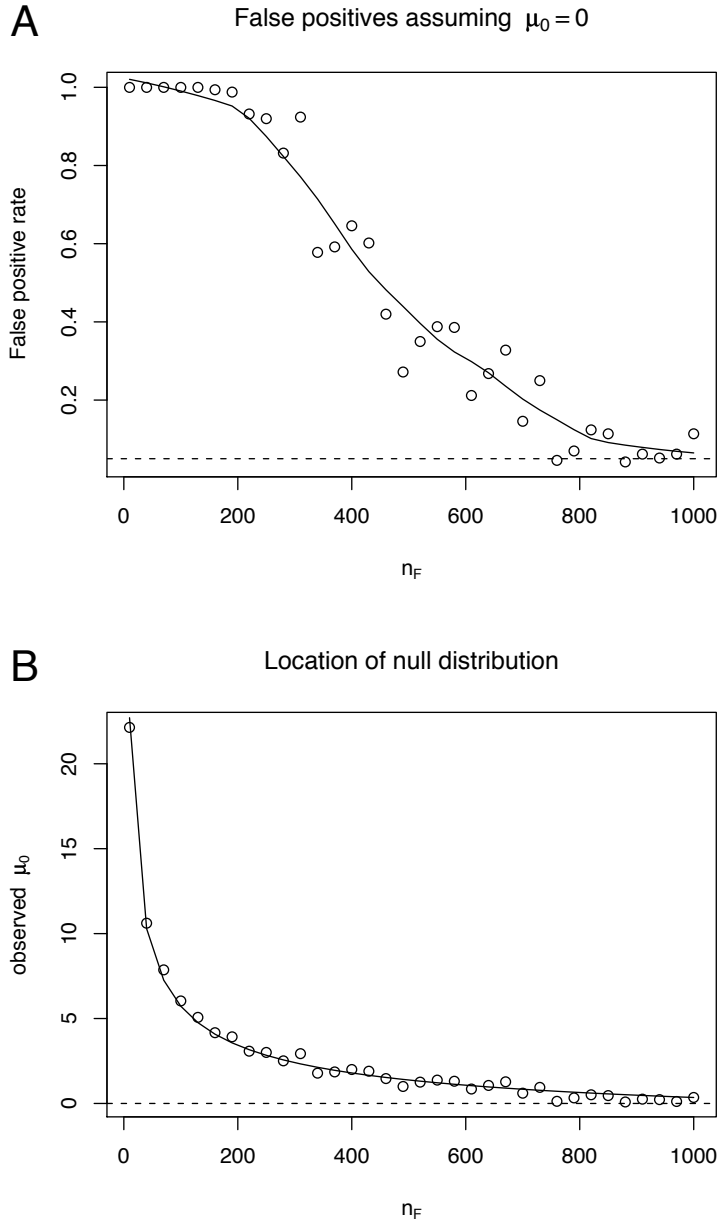 A
False positives assuming μ₀ = 0
False positive rate
1.0
0.8
0.6
0.4
0.2
0 200 400 600 800 1000
n_F
B
Location of null distribution
observed μ₀
20
15
10
5
0
0 200 400 600 800 1000
n_F